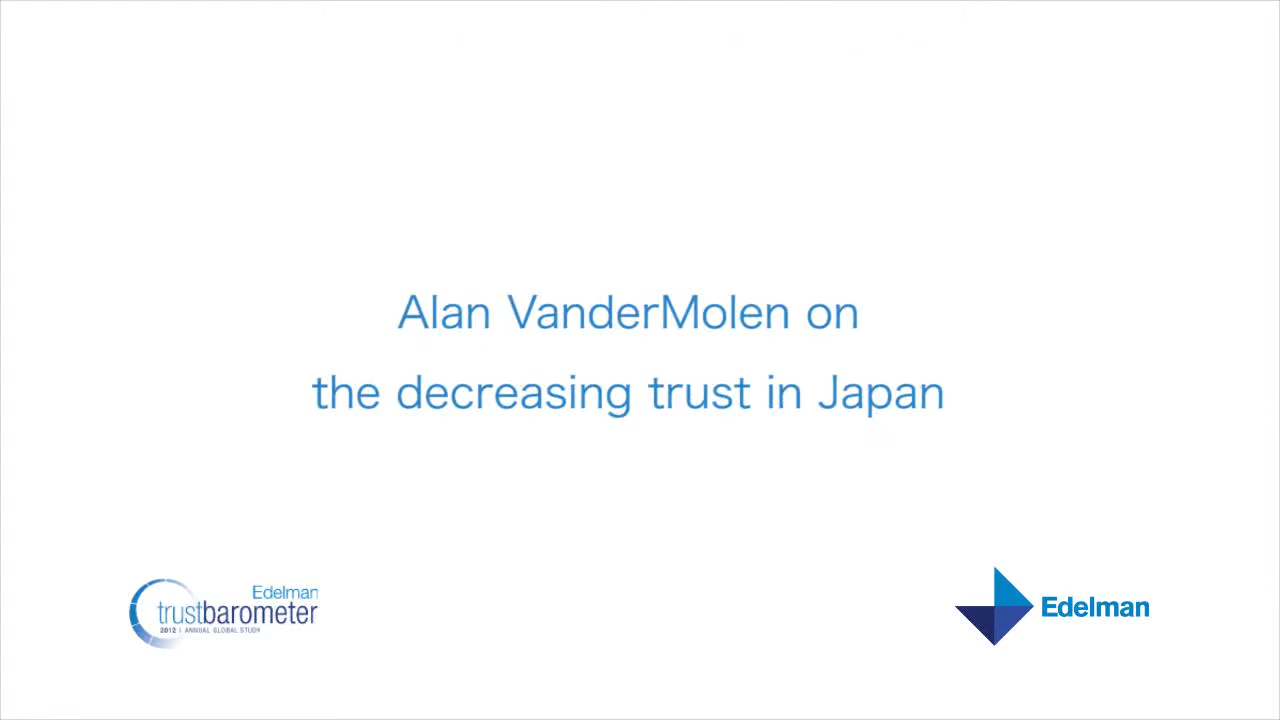 Alan VanderMolen on
the decreasing trust in Japan
Edelman
trustbarometer
2012 | ANNUAL GLOBAL STUDY
Edelman